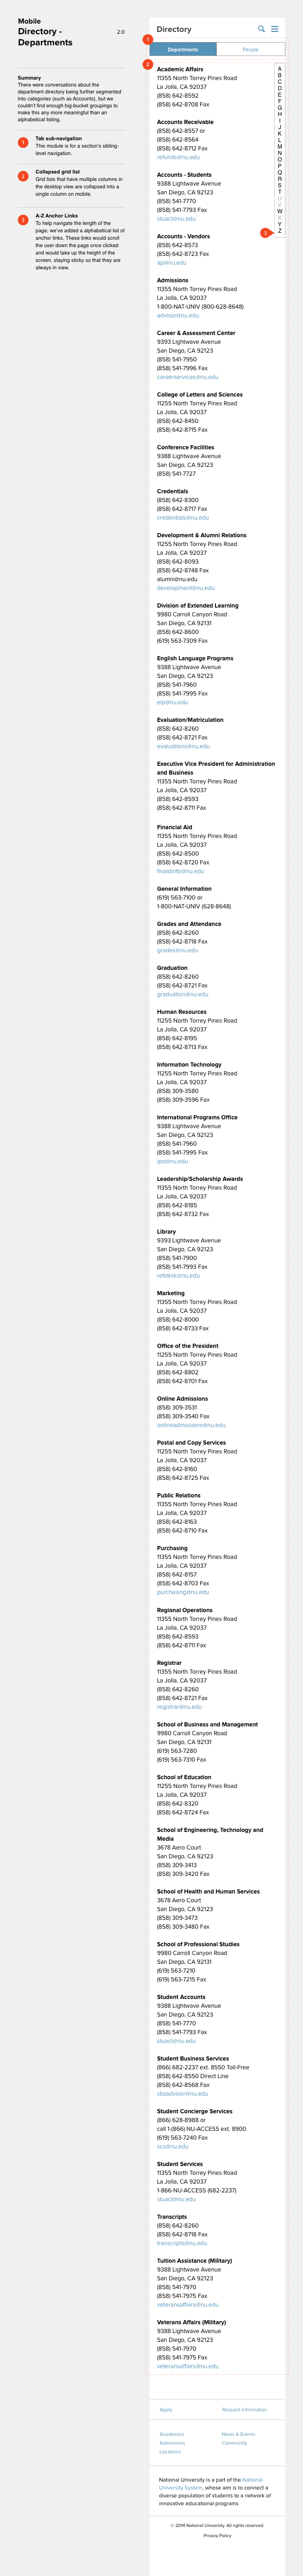 Mobile
Directory -
Departments
2.0
Summary
There were conversations about the
department directory being further segmented
into categories (such as Accounts), but we
couldn't find enough big-bucket groupings to
make this any more meaningful than an
alphabetical listing.
1
Tab sub-navigation
This module is for a section's sibling-
level navigation.
2
Collapsed grid list
Grid lists that have multiple columns in
the desktop view are collapsed into a
single column on mobile.
3
A-Z Anchor Links
To help navigate the length of the
page, we've added a alphabetical list of
anchor links. These links would scroll
the user down the page once clicked
and would take up the height of the
screen, staying sticky so that they are
always in view.
Directory
1
Departments
People
2
Academic Affairs
11355 North Torrey Pines Road
La Jolla, CA 92037
(858) 642-8592
(858) 642-8708 Fax
Accounts Receivable
(858) 642-8557 or
(858) 642-8564
(858) 642-8712 Fax
refunds@nu.edu
Accounts - Students
9388 Lightwave Avenue
San Diego, CA 92123
(858) 541-7770
(858) 541-7793 Fax
stuact@nu.edu
Accounts - Vendors
(858) 642-8573
(858) 642-8723 Fax
ap@nu.edu
Admissions
11355 North Torrey Pines Road
La Jolla, CA 92037
1-800-NAT-UNIV (800-628-8648)
advisor@nu.edu
Career & Assessment Center
9393 Lightwave Avenue
San Diego, CA 92123
(858) 541-7950
(858) 541-7996 Fax
careerservices@nu.edu
College of Letters and Sciences
11255 North Torrey Pines Road
La Jolla, CA 92037
(858) 642-8450
(858) 642-8715 Fax
Conference Facilities
9388 Lightwave Avenue
San Diego, CA 92123
(858) 541-7727
Credentials
(858) 642-8300
(858) 642-8717 Fax
credentials@nu.edu
Development & Alumni Relations
11255 North Torrey Pines Road
La Jolla, CA 92037
(858) 642-8093
(858) 642-8748 Fax
alumni@nu.edu
development@nu.edu
Division of Extended Learning
9980 Carroll Canyon Road
San Diego, CA 92131
(858) 642-8600
(619) 563-7309 Fax
English Language Programs
9388 Lightwave Avenue
San Diego, CA 92123
(858) 541-7960
(858) 541-7995 Fax
elp@nu.edu
Evaluation/Matriculation
(858) 642-8260
(858) 642-8721 Fax
evaluations@nu.edu
Executive Vice President for Administration
and Business
11355 North Torrey Pines Road
La Jolla, CA 92037
(858) 642-8593
(858) 642-8711 Fax
Financial Aid
11355 North Torrey Pines Road
La Jolla, CA 92037
(858) 642-8500
(858) 642-8720 Fax
finaidinfo@nu.edu
General Information
(619) 563-7100 or
1-800-NAT-UNIV (628-8648)
Grades and Attendance
(858) 642-8260
(858) 642-8718 Fax
grades@nu.edu
Graduation
(858) 642-8260
(858) 642-8721 Fax
graduation@nu.edu
Human Resources
11255 North Torrey Pines Road
La Jolla, CA 92037
(858) 642-8195
(858) 642-8713 Fax
Information Technology
11255 North Torrey Pines Road
La Jolla, CA 92037
(858) 309-3580
(858) 309-3596 Fax
International Programs Office
9388 Lightwave Avenue
San Diego, CA 92123
(858) 541-7960
(858) 541-7995 Fax
ipo@nu.edu
Leadership/Scholarship Awards
11355 North Torrey Pines Road
La Jolla, CA 92037
(858) 642-8185
(858) 642-8732 Fax
Library
9393 Lightwave Avenue
San Diego, CA 92123
(858) 541-7900
(858) 541-7993 Fax
refdesk@nu.edu
Marketing
11355 North Torrey Pines Road
La Jolla, CA 92037
(858) 642-8000
(858) 642-8733 Fax
Office of the President
11255 North Torrey Pines Road
La Jolla, CA 92037
(858) 642-8802
(858) 642-8701 Fax
Online Admissions
(858) 309-3531
(858) 309-3540 Fax
onlineadmissions@nu.edu
Postal and Copy Services
11255 North Torrey Pines Road
La Jolla, CA 92037
(858) 642-8160
(858) 642-8725 Fax
Public Relations
11355 North Torrey Pines Road
La Jolla, CA 92037
(858) 642-8163
(858) 642-8710 Fax
Purchasing
11355 North Torrey Pines Road
La Jolla, CA 92037
(858) 642-8157
(858) 642-8703 Fax
purchasing@nu.edu
Regional Operations
11355 North Torrey Pines Road
La Jolla, CA 92037
(858) 642-8593
(858) 642-8711 Fax
Registrar
11355 North Torrey Pines Road
La Jolla, CA 92037
(858) 642-8260
(858) 642-8721 Fax
registrar@nu.edu
School of Business and Management
9980 Carroll Canyon Road
San Diego, CA 92131
(619) 563-7280
(619) 563-7310 Fax
School of Education
11255 North Torrey Pines Road
La Jolla, CA 92037
(858) 642-8320
(858) 642-8724 Fax
School of Engineering, Technology and
Media
3678 Aero Court
San Diego, CA 92123
(858) 309-3413
(858) 309-3420 Fax
School of Health and Human Services
3678 Aero Court
San Diego, CA 92123
(858) 309-3473
(858) 309-3480 Fax
School of Professional Studies
9980 Carroll Canyon Road
San Diego, CA 92131
(619) 563-7210
(619) 563-7215 Fax
Student Accounts
9388 Lightwave Avenue
San Diego, CA 92123
(858) 541-7770
(858) 541-7793 Fax
stuact@nu.edu
Student Business Services
(866) 682-2237 ext. 8550 Toll-Free
(858) 642-8550 Direct Line
(858) 642-8568 Fax
sbsadvisor@nu.edu
Student Concierge Services
(866) 628-8988 or
call 1-(866) NU-ACCESS ext. 8900
(619) 563-7240 Fax
scs@nu.edu
Student Services
11355 North Torrey Pines Road
La Jolla, CA 92037
1-866-NU-ACCESS (682-2237)
stuact@nu.edu
Transcripts
(858) 642-8260
(858) 642-8718 Fax
transcripts@nu.edu
Tuition Assistance (Military)
9388 Lightwave Avenue
San Diego, CA 92123
(858) 541-7970
(858) 541-7975 Fax
veteransaffairs@nu.edu
Veterans Affairs (Military)
9388 Lightwave Avenue
San Diego, CA 92123
(858) 541-7970
(858) 541-7975 Fax
veteransaffairs@nu.edu
A
B
C
D
E
F
G
H
I
J
K
L
M
N
O
P
Q
R
S
T
U
V
W
X
Y
Z
3
Apply
Request Information
Academics
News & Events
Admissions
Community
Locations
National University is a part of the National
University System, whose aim is to connect a
diverse population of students to a network of
innovative educational programs
© 2014 National University. All rights reserved.
Privacy Policy